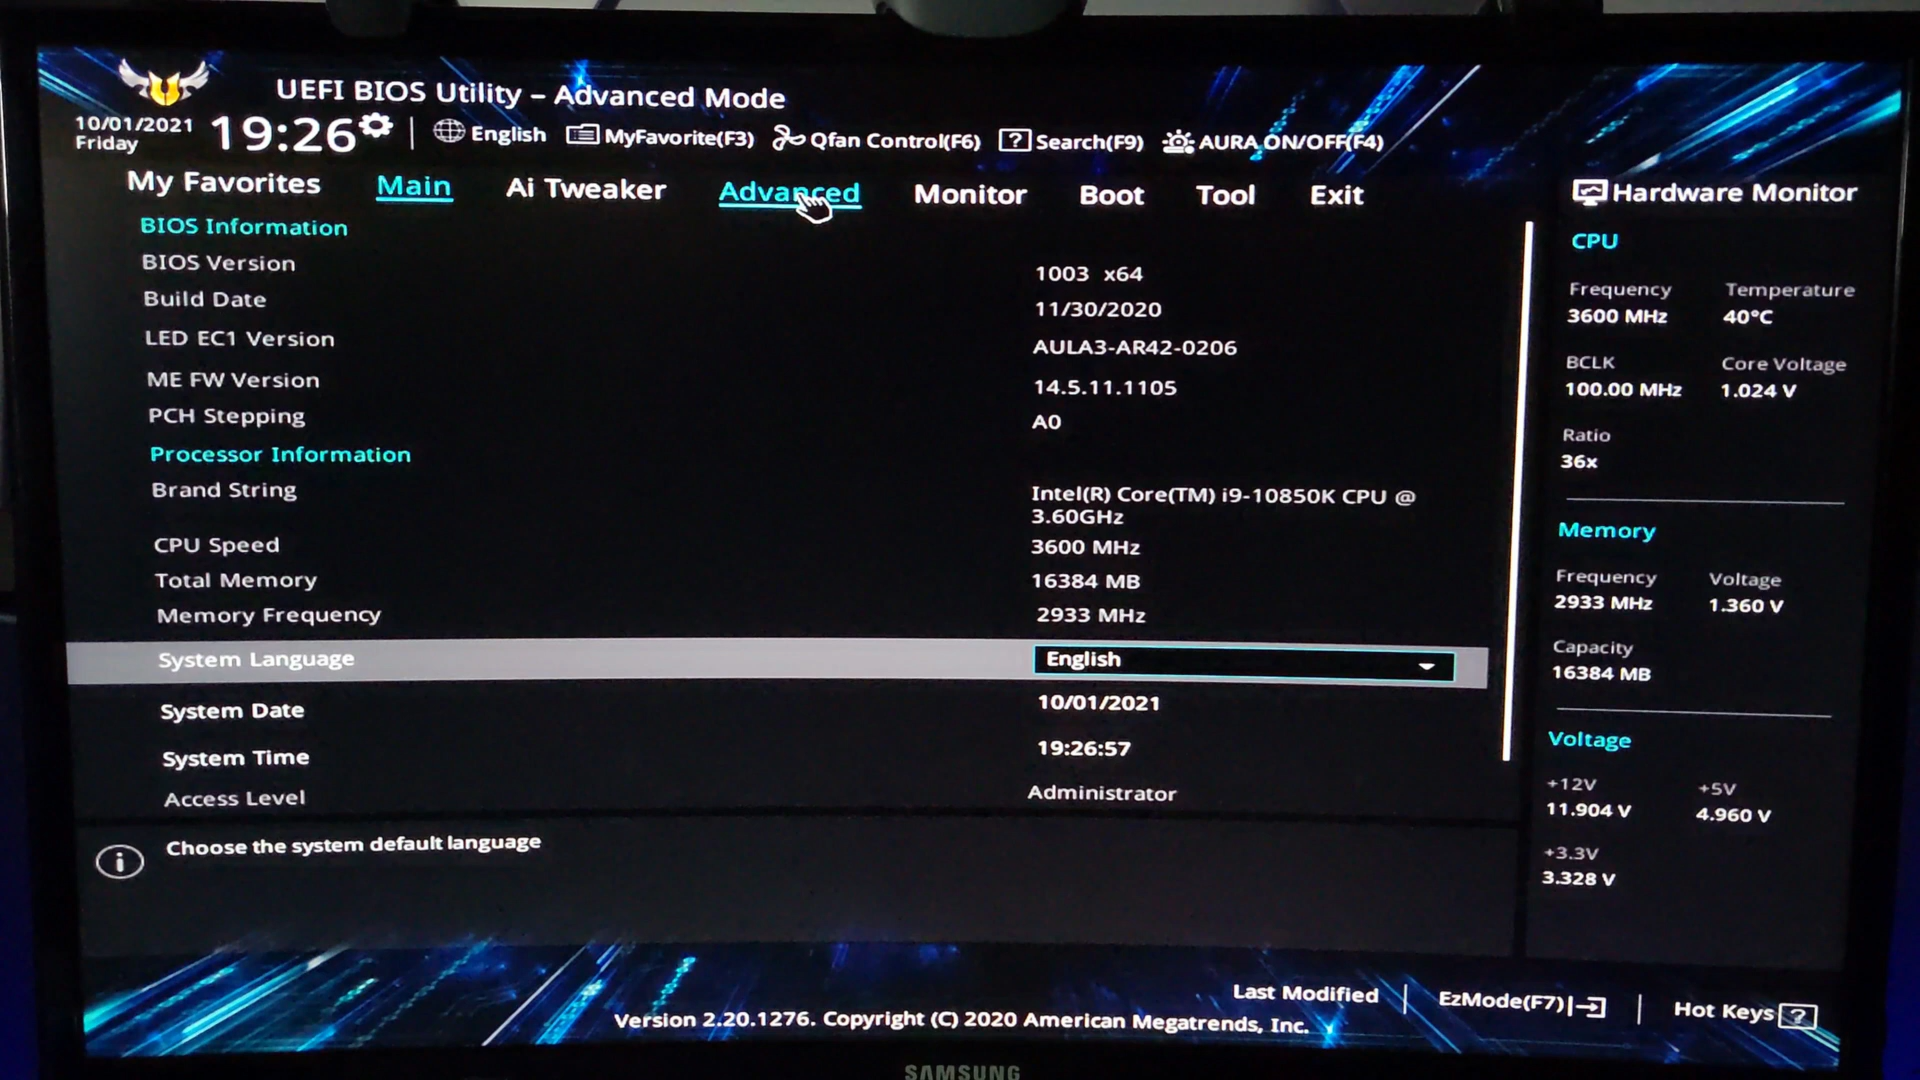 UEFI BIOS Utility – Advanced Mode
10/01/2021
Friday
19:26
English
MyFavorite(F3)
Qfan Control(F6)
? Search(F9)
AURA ON/OFF(F4)
My Favorites
Main
Ai Tweaker
Advanced
Monitor
Boot
Tool
Exit
BIOS Information
BIOS Version
1003 x64
Build Date
11/30/2020
LED EC1 Version
AULA3-AR42-0206
ME FW Version
14.5.11.1105
PCH Stepping
A0
Processor Information
Brand String
Intel(R) Core(TM) i9-10850K CPU @
3.60GHz
CPU Speed
3600 MHz
Total Memory
16384 MB
Memory Frequency
2933 MHz
System Language
English
System Date
10/01/2021
System Time
19:26:57
Access Level
Administrator
i
Choose the system default language
Hardware Monitor
CPU
Frequency
Temperature
3600 MHz
40°C
BCLK
Core Voltage
100.00 MHz
1.024 V
Ratio
36x
Memory
Frequency
Voltage
2933 MHz
1.360 V
Capacity
16384 MB
Voltage
+12V
+5V
11.904 V
4.960 V
+3.3V
3.328 V
Last Modified
EzMode(F7)
Hot Keys ?
Version 2.20.1276. Copyright (C) 2020 American Megatrends, Inc.
SAMSUNG